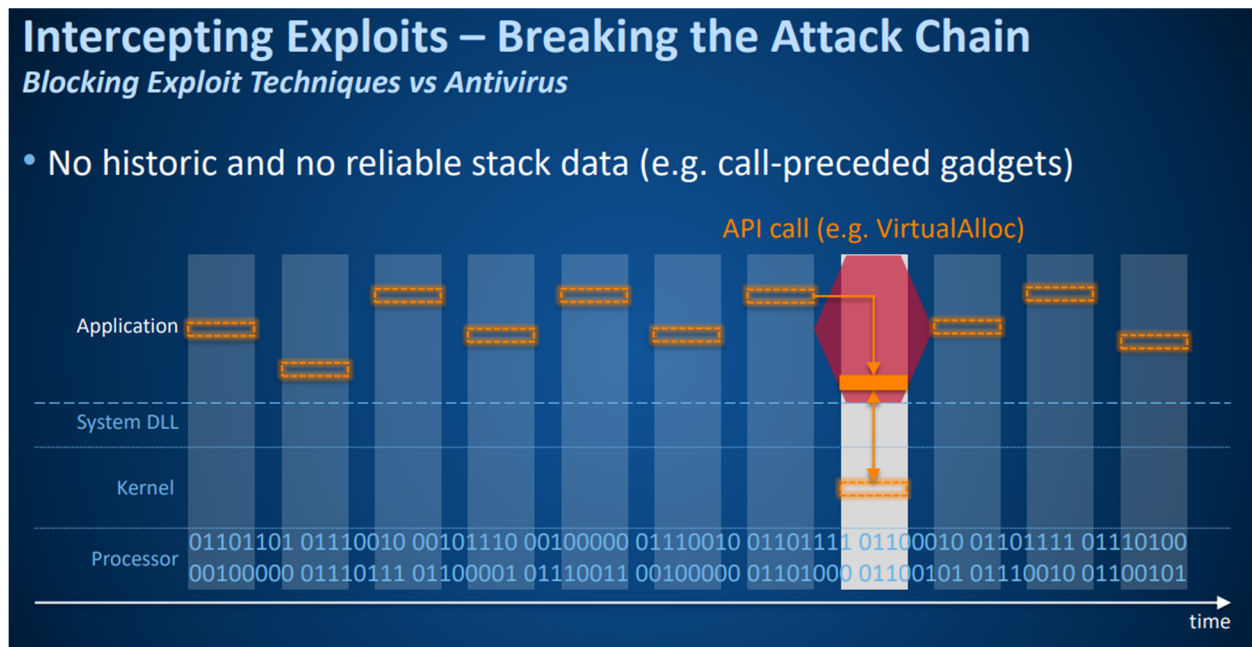 Intercepting Exploits – Breaking the Attack Chain
Blocking Exploit Techniques vs Antivirus
• No historic and no reliable stack data (e.g. call-preceded gadgets)
API call (e.g. VirtualAlloc)
Application
System DLL
Kernel
Processor
01101101 01110010 00101110 00100000 01110010 01101111 01100010 01101111 01110100
00100000 01110111 01100001 01110011 00100000 01101000 01100101 01110010 01100101
time